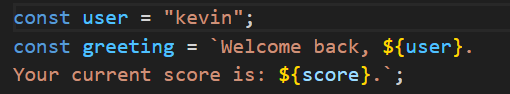 const user = "kevin";
const greeting = `Welcome back, ${user}.
Your current score is: ${score}.`;